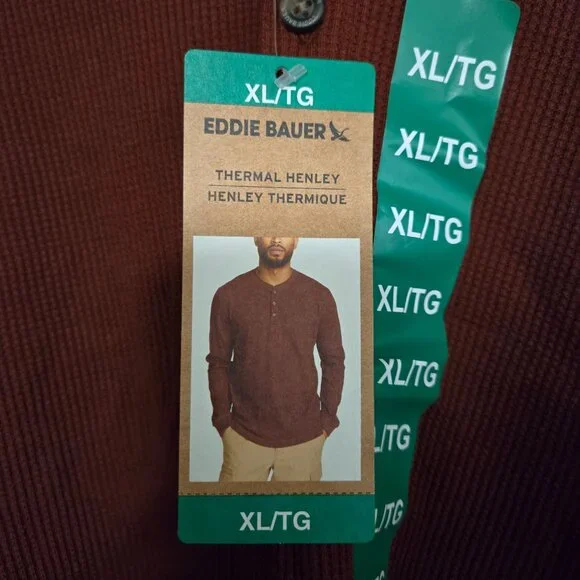 XL/TG
EDDIE BAUER
THERMAL HENLEY
HENLEY THERMIQUE
XL/TG
XL/TG
XL/TG
XL/TG
XL/TG
XL/TG
/TG
/TG